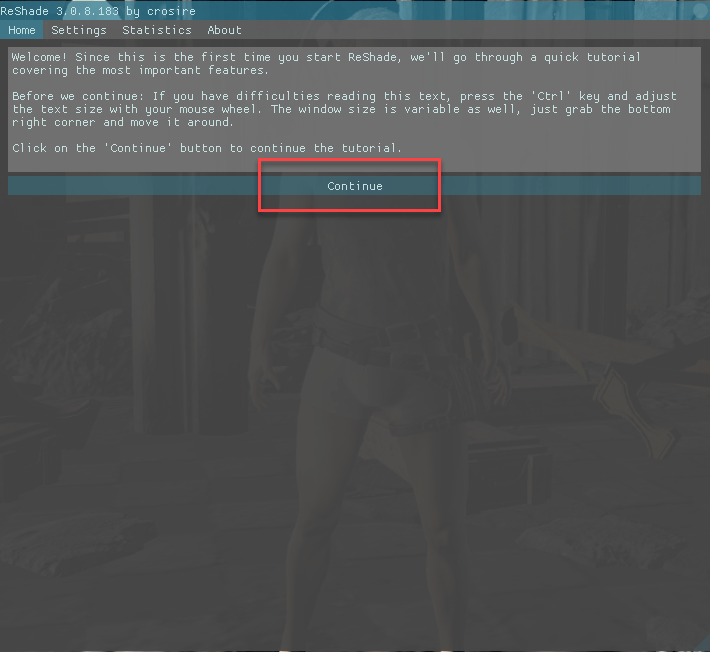 ReShade 3.0.8.183 by crosire
Home Settings Statistics About
Welcome! Since this is the first time you start ReShade, we'll go through a quick tutorial
covering the most important features.
Before we continue: If you have difficulties reading this text, press the 'Ctrl' key and adjust
the text size with your mouse wheel. The window size is variable as well, just grab the bottom
right corner and move it around.
Click on the 'Continue' button to continue the tutorial.
Continue